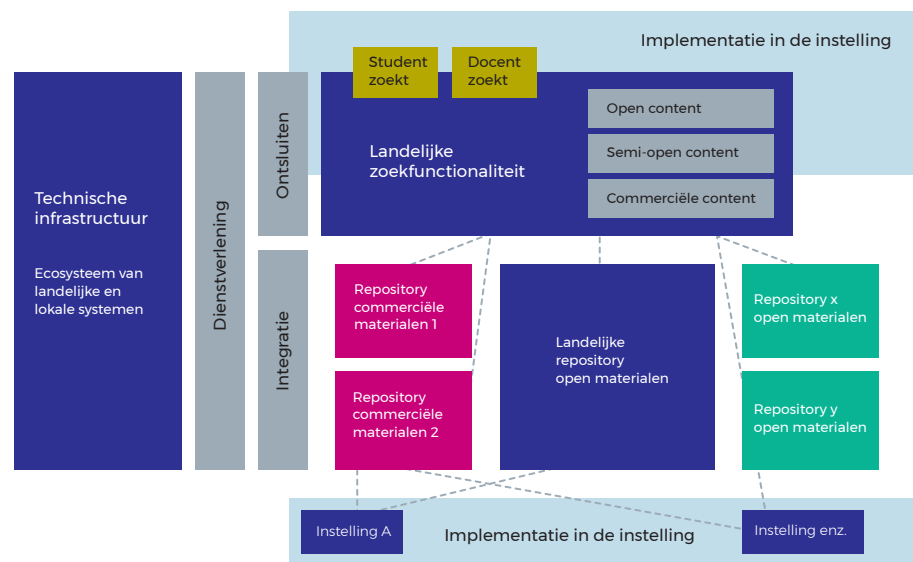 Implementatie in de instelling
Student
zoekt
Docent
zoekt
Technische
infrastructuur
Ecosysteem van
landelijke en
lokale systemen
Dienstverlening
Ontsluiten
Integratie
Landelijke
zoekfunctionaliteit
Open content
Semi-open content
Commerciële content
Repository
commerciële
materialen 1
Repository
commerciële
materialen 2
Landelijke
repository
open materialen
Repository x
open materialen
Repository y
open materialen
Instelling A
Implementatie in de instelling
Instelling enz.